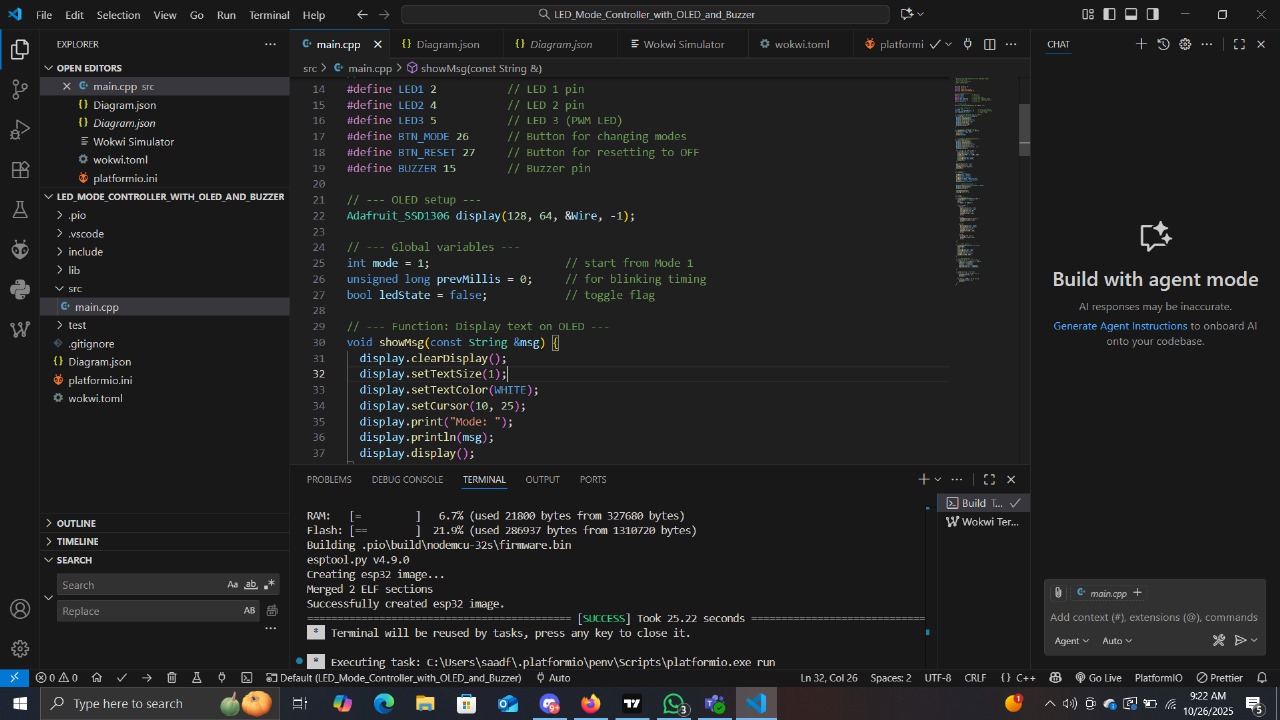 File Edit Selection View Go Run Terminal Help
LED_Mode_Controller_with_OLED_and_Buzzer
EXPLORER
OPEN EDITORS
main.cpp src
Diagram.json
Diagram.json
Wokwi Simulator
wokwi.toml
platformio.ini
LED_MODE_CONTROLLER_WITH_OLED_AND_BUZZER
.pio
.vscode
include
lib
src
main.cpp
test
.gitignore
Diagram.json
platformio.ini
wokwi.toml
OUTLINE
TIMELINE
SEARCH
Search Aa ab
Replace AB
main.cpp Diagram.json Diagram.json Wokwi Simulator wokwi.toml platformi
src > main.cpp > showMsg(const String &)
14 #define LED1 2 // LED 1 pin
15 #define LED2 4 // LED 2 pin
16 #define LED3 5 // LED 3 (PWM LED)
17 #define BTN_MODE 26 // Button for changing modes
18 #define BTN_RESET 27 // Button for resetting to OFF
19 #define BUZZER 15 // Buzzer pin
20
21 // --- OLED setup ---
22 Adafruit_SSD1306 display(128, 64, &Wire, -1);
23
24 // --- Global variables ---
25 int mode = 1; // start from Mode 1
26 unsigned long prevMillis = 0; // for blinking timing
27 bool ledState = false; // toggle flag
28
29 // --- Function: Display text on OLED ---
30 void showMsg(const String &msg) {
31 display.clearDisplay();
32 display.setTextSize(1);
33 display.setTextColor(WHITE);
34 display.setCursor(10, 25);
35 display.print("Mode: ");
36 display.println(msg);
37 display.display();
PROBLEMS DEBUG CONSOLE TERMINAL OUTPUT PORTS
RAM: [= ] 6.7% (used 21800 bytes from 327680 bytes)
Flash: [== ] 21.9% (used 286937 bytes from 1310720 bytes)
Building .pio\build\nodemcu-32s\firmware.bin
esptool.py v4.9.0
Creating esp32 image...
Merged 2 ELF sections
Successfully created esp32 image.
========================================= [SUCCESS] Took 25.22 seconds ===========================
* Terminal will be reused by tasks, press any key to close it.
* Executing task: C:\Users\saadf\.platformio\penv\Scripts\platformio.exe run
Build T...
Wokwi Ter...
CHAT
Build with agent mode
AI responses may be inaccurate.
Generate Agent Instructions to onboard AI
onto your codebase.
main.cpp
Add context (#), extensions (@), commands
Agent Auto
0 0 Default (LED_Mode_Controller_with_OLED_and_Buzzer) Auto Ln 32, Col 26 Spaces: 2 UTF-8 CRLF {} C++ Go Live PlatformIO Prettier
Type here to search
3
1
9:22 AM
10/26/2025
5